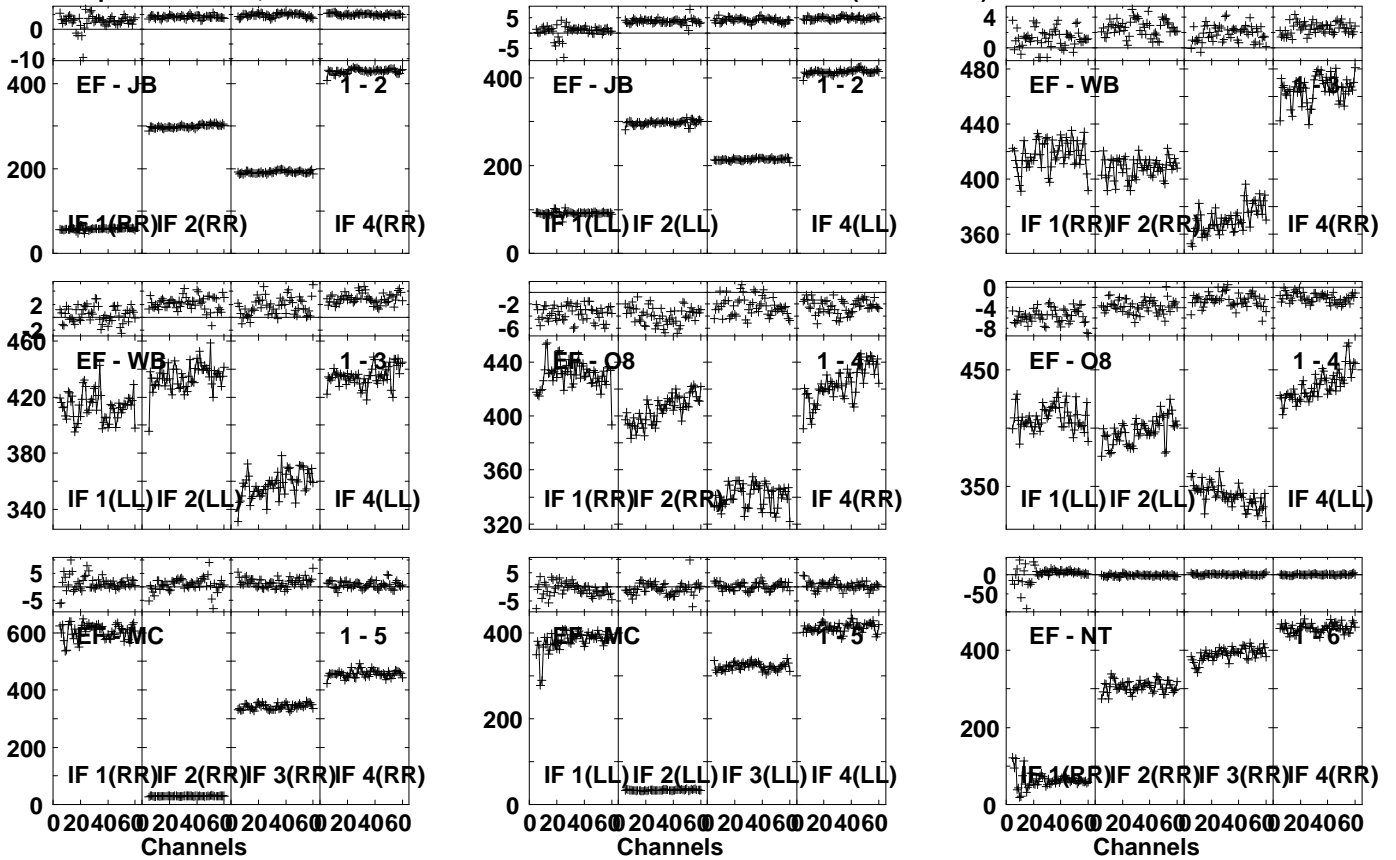 0
-10
5
-5
4
0
400
200
0
EF - JB
1 - 2
IF 1(RR) IF 2(RR) IF 4(RR)
400
200
0
EF - JB
1 - 2
IF 1(LL) IF 2(LL) IF 4(LL)
480
440
400
360
EF - WB
1 - 3
IF 1(RR) IF 2(RR) IF 4(RR)
2
-2
-2
-6
0
-4
-8
460
420
380
340
EF - WB
1 - 3
IF 1(LL) IF 2(LL) IF 4(LL)
440
400
360
320
EF - O8
1 - 4
IF 1(RR) IF 2(RR) IF 4(RR)
450
350
EF - O8
1 - 4
IF 1(LL) IF 2(LL) IF 4(LL)
5
-5
5
-5
0
-50
600
400
200
0
EF - MC
1 - 5
IF 1(RR) IF 2(RR) IF 3(RR) IF 4(RR)
400
200
0
EF - MC
1 - 5
IF 1(LL) IF 2(LL) IF 3(LL) IF 4(LL)
400
200
0
EF - NT
1 - 6
IF 1(RR) IF 2(RR) IF 3(RR) IF 4(RR)
0 204060 204060 204060 204060
0 204060 204060 204060 204060
0 204060 204060 204060 204060
Channels
Channels
Channels